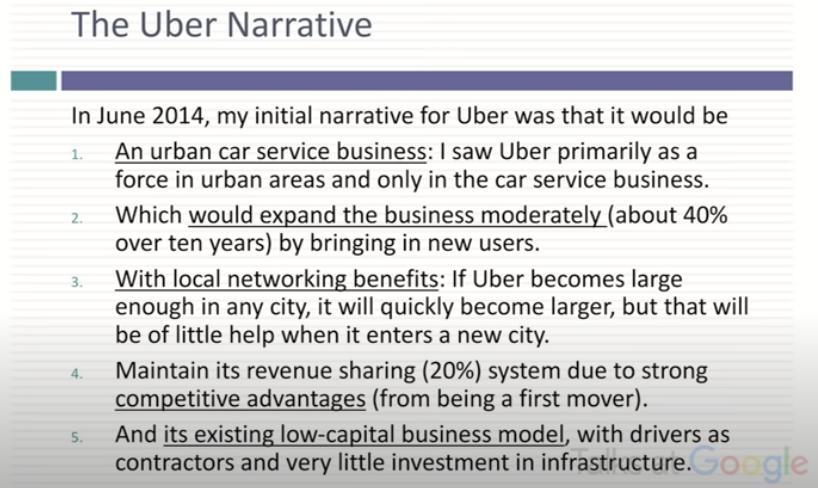 The Uber Narrative
In June 2014, my initial narrative for Uber was that it would be
1. An urban car service business: I saw Uber primarily as a
force in urban areas and only in the car service business.
2. Which would expand the business moderately (about 40%
over ten years) by bringing in new users.
3. With local networking benefits: If Uber becomes large
enough in any city, it will quickly become larger, but that will
be of little help when it enters a new city.
4. Maintain its revenue sharing (20%) system due to strong
competitive advantages (from being a first mover).
5. And its existing low-capital business model, with drivers as
contractors and very little investment in infrastructure.
Talks at Google